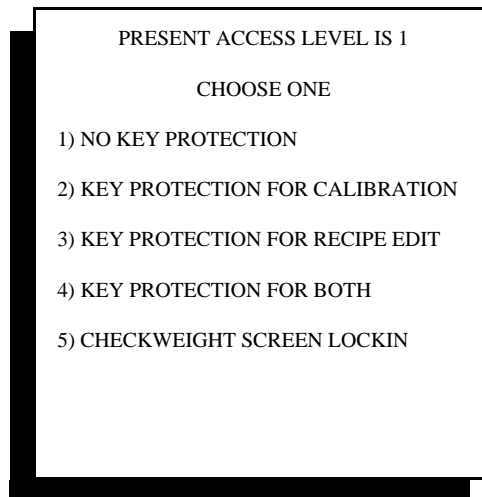 PRESENT ACCESS LEVEL IS 1
CHOOSE ONE
1) NO KEY PROTECTION
2) KEY PROTECTION FOR CALIBRATION
3) KEY PROTECTION FOR RECIPE EDIT
4) KEY PROTECTION FOR BOTH
5) CHECKWEIGHT SCREEN LOCKIN